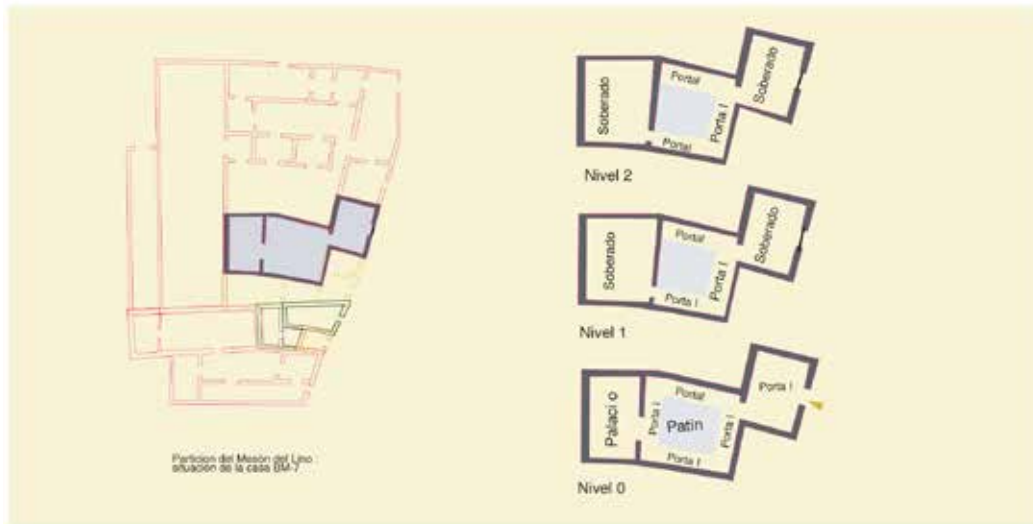 Partición del Mesón del Lino :
situación de la casa BM-7
Soberado
Portal
Porta l
Portal
Soberado
Nivel 2
Soberado
Portal
Porta l
Porta l
Soberado
Nivel 1
Palaci o
Porta l
Portal
Patin
Porta l
Porta l
Porta l
Nivel 0